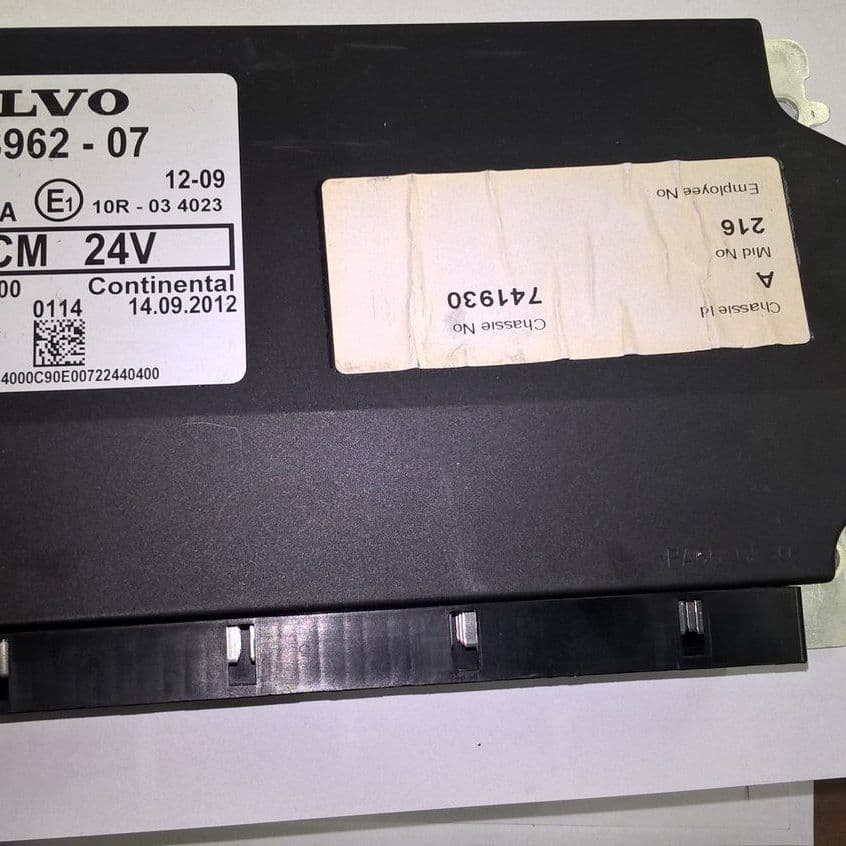 LVO
962 - 07
12-09
A E1 10R - 03 4023
CM 24V
00 Continental
0114 14.09.2012
4000C90E00722440400
Chassie Id
A
Mid No
216
Employee No
Chassie No
741930